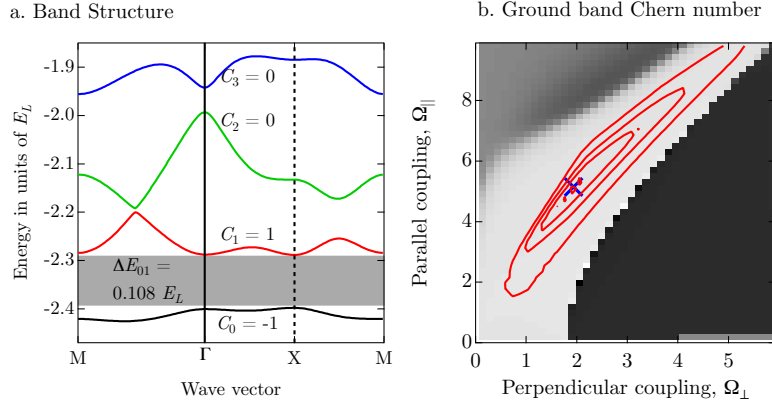 a. Band Structure
-1.9
-2.0
-2.1
-2.2
-2.3
-2.4
Energy in units of E_L
C_3 = 0
C_2 = 0
C_1 = 1
ΔE_01 =
0.108 E_L
C_0 = -1
M
Γ
X
M
Wave vector
b. Ground band Chern number
8
6
4
2
0
Parallel coupling, Ω_∥
0
1
2
3
4
5
Perpendicular coupling, Ω_⊥